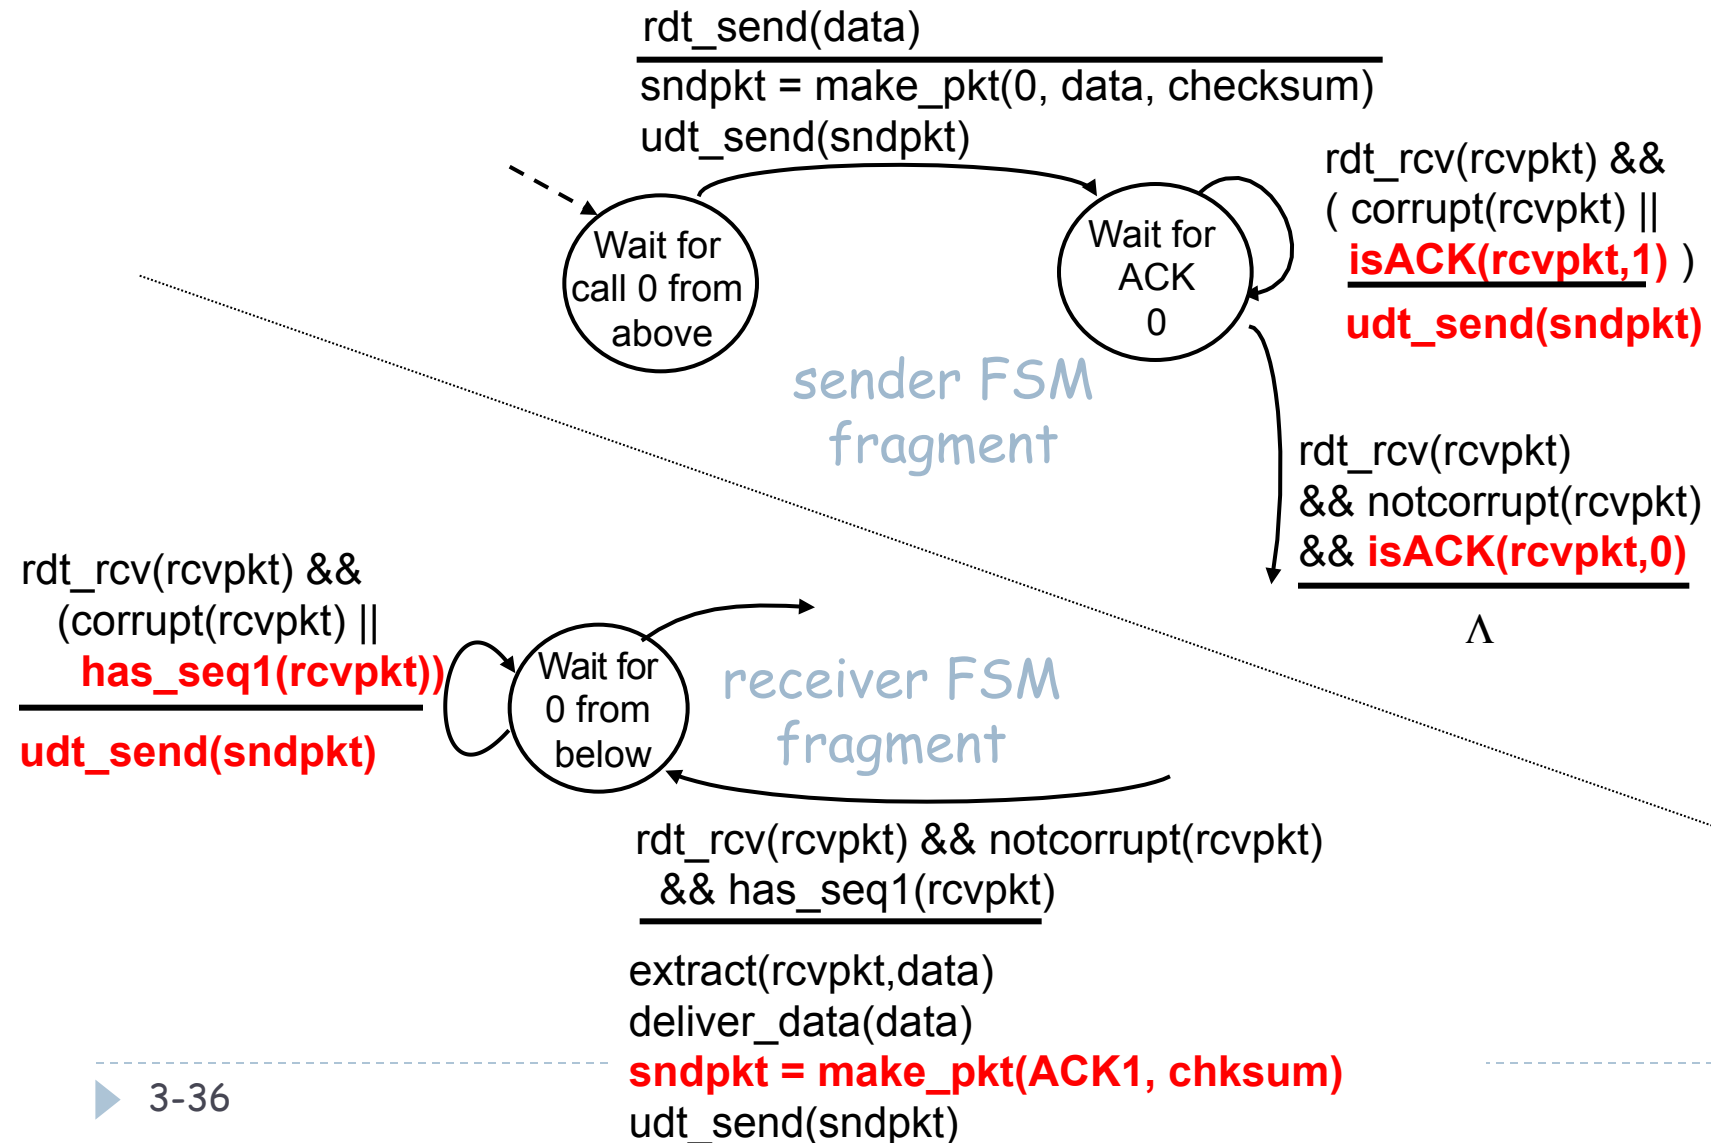 rdt_send(data)
sndpkt = make_pkt(0, data, checksum)
udt_send(sndpkt)
Wait for
call 0 from
above
Wait for
ACK
0
rdt_rcv(rcvpkt) &&
( corrupt(rcvpkt) ||
isACK(rcvpkt,1) )
udt_send(sndpkt)
sender FSM
fragment
rdt_rcv(rcvpkt)
&& notcorrupt(rcvpkt)
&& isACK(rcvpkt,0)
Λ
rdt_rcv(rcvpkt) &&
(corrupt(rcvpkt) ||
has_seq1(rcvpkt))
udt_send(sndpkt)
Wait for
0 from
below
receiver FSM
fragment
rdt_rcv(rcvpkt) && notcorrupt(rcvpkt)
&& has_seq1(rcvpkt)
extract(rcvpkt,data)
deliver_data(data)
sndpkt = make_pkt(ACK1, chksum)
udt_send(sndpkt)
3-36